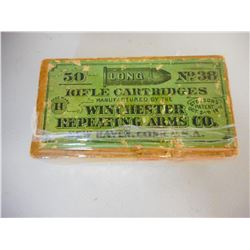 50 LONG No 38
RIFLE CARTRIDGES
MANUFACTURED BY THE
H WINCHESTER
REPEATING ARMS CO.
NEW HAVEN, CONN. U.S.A.